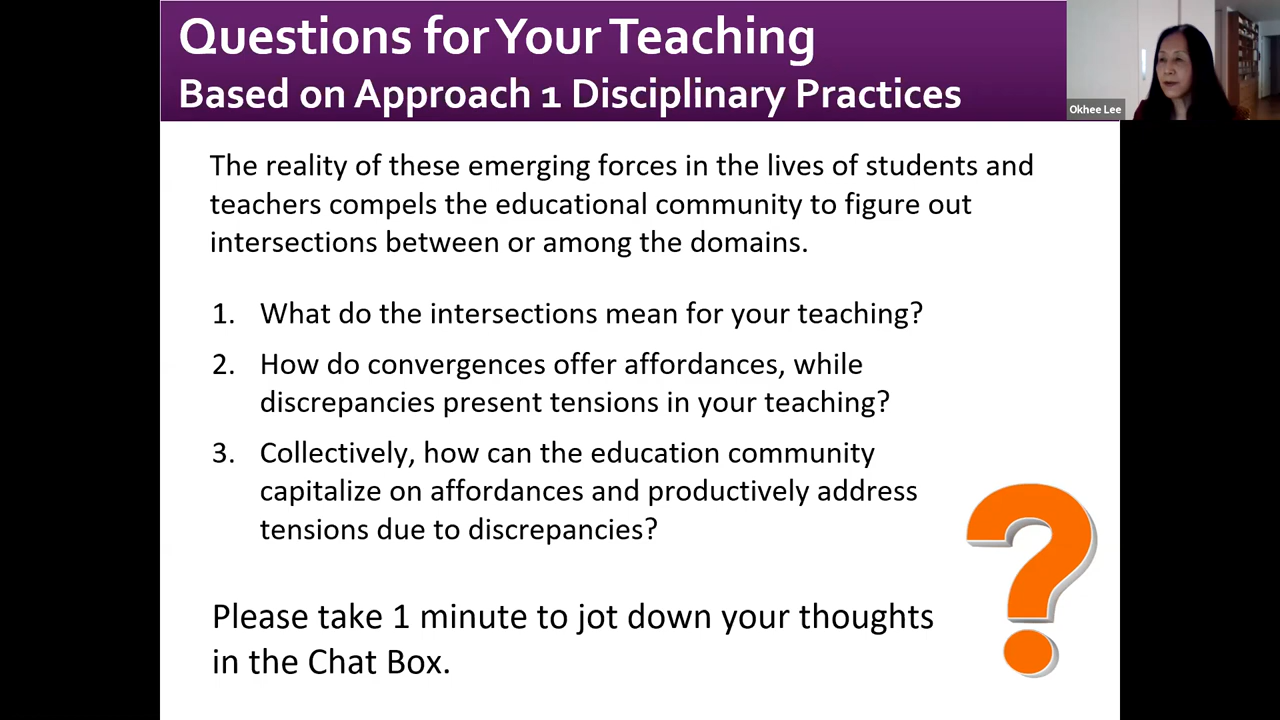 Questions for Your Teaching
Based on Approach 1 Disciplinary Practices
Okhee Lee
The reality of these emerging forces in the lives of students and
teachers compels the educational community to figure out
intersections between or among the domains.
1. What do the intersections mean for your teaching?
2. How do convergences offer affordances, while
discrepancies present tensions in your teaching?
3. Collectively, how can the education community
capitalize on affordances and productively address
tensions due to discrepancies?
Please take 1 minute to jot down your thoughts
in the Chat Box.
?